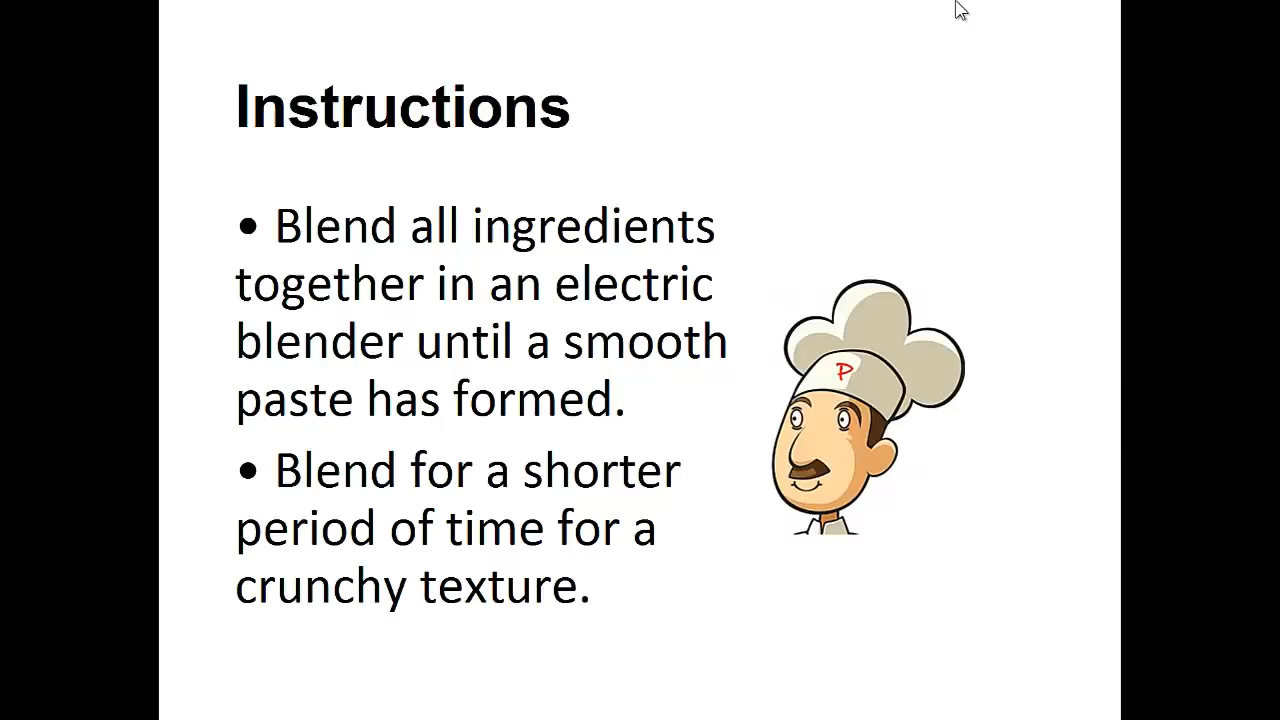 Instructions
• Blend all ingredients
together in an electric
blender until a smooth
paste has formed.
• Blend for a shorter
period of time for a
crunchy texture.
P